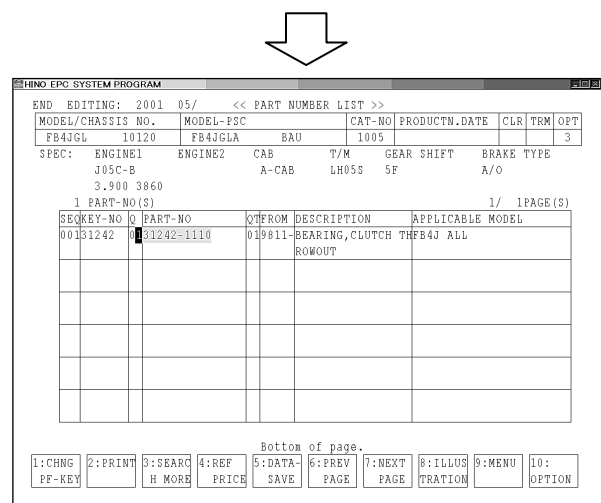 HINO EPC SYSTEM PROGRAM
END EDITING: 2001 05/ << PART NUMBER LIST >>
MODEL/CHASSIS NO. MODEL-PSC CAT-NO PRODUCTN.DATE CLR TRM OPT
FB4JGL 10120 FB4JGLA BAU 1005 3
SPEC: ENGINE1 ENGINE2 CAB T/M GEAR SHIFT BRAKE TYPE
J05C-B A-CAB LH05S 5F A/O
3.900 3860
1 PART-NO(S) 1/ 1PAGE(S)
SEQ KEY-NO Q PART-NO QT FROM DESCRIPTION APPLICABLE MODEL
001 31242 01 31242-1110 01 9811- BEARING,CLUTCH TH FB4J ALL
ROWOUT
Bottom of page.
1:CHNG 2:PRINT 3:SEARC 4:REF 5:DATA- 6:PREV 7:NEXT 8:ILLUS 9:MENU 10:
PF-KEY H MORE PRICE SAVE PAGE PAGE TRATION OPTION